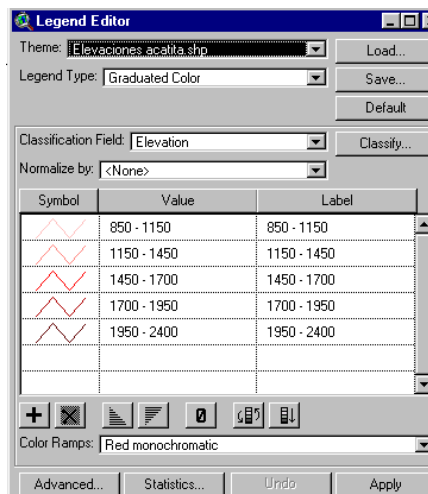 Legend Editor
Theme: Elevaciones acatita.shp
Load...
Legend Type: Graduated Color
Save...
Default
Classification Field: Elevation
Classify...
Normalize by: <None>
Symbol Value Label
850 - 1150 850 - 1150
1150 - 1450 1150 - 1450
1450 - 1700 1450 - 1700
1700 - 1950 1700 - 1950
1950 - 2400 1950 - 2400
0
Color Ramps: Red monochromatic
Advanced... Statistics... Undo Apply